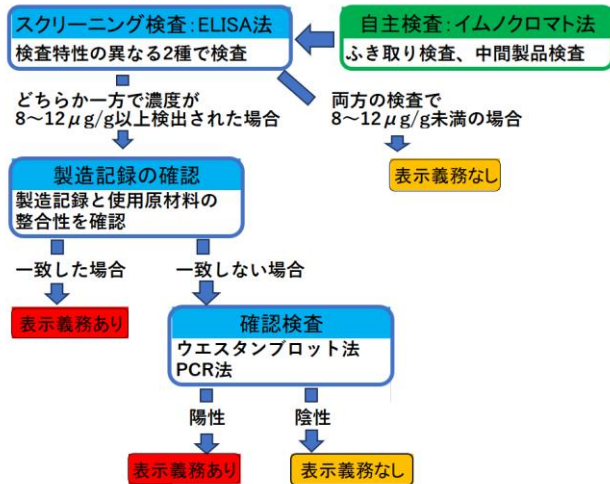 スクリーニング検査：ELISA法
検査特性の異なる2種で検査
自主検査：イムノクロマト法
ふき取り検査、中間製品検査
どちらか一方で濃度が
8～12μg/g以上検出された場合
両方の検査で
8～12μg/g未満の場合
表示義務なし
製造記録の確認
製造記録と使用原材料の
整合性を確認
一致した場合
一致しない場合
表示義務あり
確認検査
ウエスタンブロット法
PCR法
陽性
陰性
表示義務あり
表示義務なし